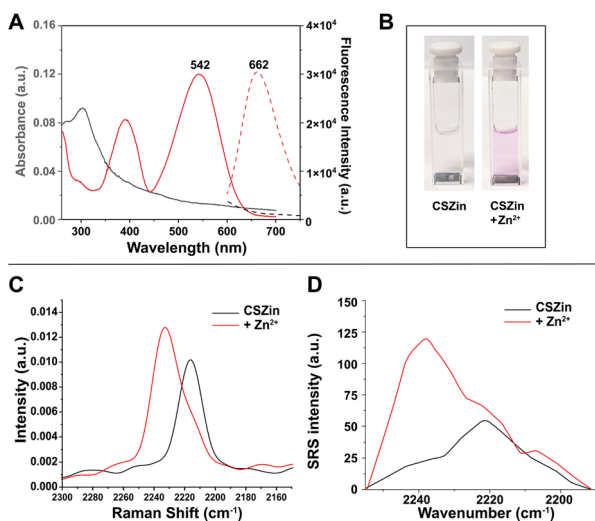 A
0.16
0.12
0.08
0.04
0.00
Absorbance (a.u.)
542
662
4×10⁴
3×10⁴
2×10⁴
1×10⁴
0
Fluorescence Intensity (a.u.)
300 400 500 600 700
Wavelength (nm)
B
CSZin
CSZin
+Zn²⁺
C
CSZin
+ Zn²⁺
0.014
0.012
0.010
0.008
0.006
0.004
0.002
0.000
Intensity (a.u.)
2300 2280 2260 2240 2220 2200 2180 2160
Raman Shift (cm⁻¹)
D
CSZin
+ Zn²⁺
150
125
100
75
50
25
0
SRS intensity (a.u.)
2240 2220 2200
Wavenumber (cm⁻¹)